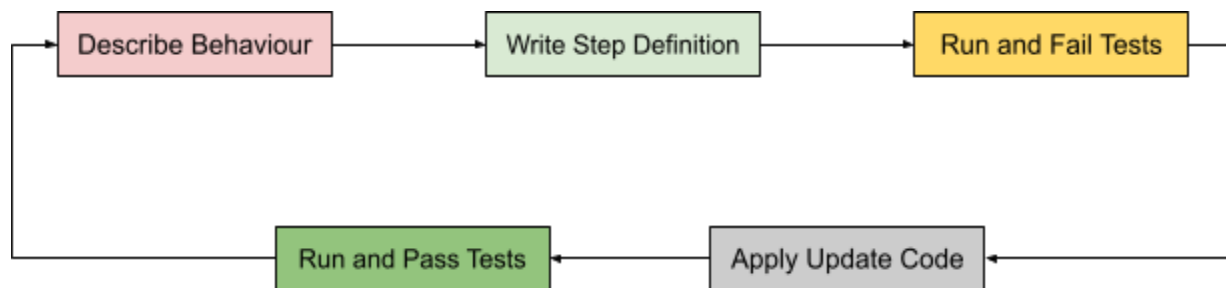 Describe Behaviour
Write Step Definition
Run and Fail Tests
Run and Pass Tests
Apply Update Code